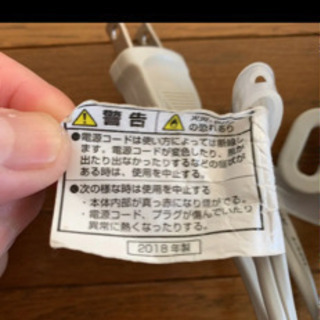 警告
の恐れあり
●電源コードは使い方によっては断線し
ます。電源コードが変色したり、熱が
出たり出なかったりするなどの症状が
ある時は、使用を中止する
●次の様な時は使用を中止する
・本体内部が真っ赤になり煙がでる。
・電源コード、プラグが傷んでいたり
異常に熱くなったりする。
2018年製